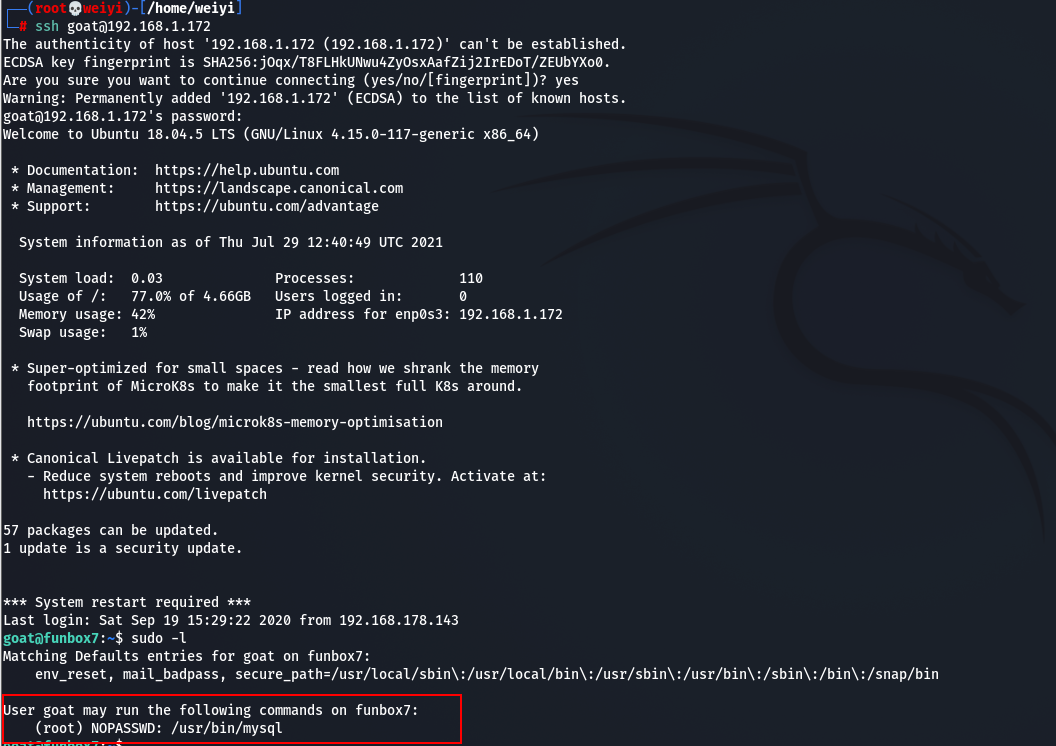 ┌──(root💀weiyi)-[/home/weiyi]
└─# ssh goat@192.168.1.172
The authenticity of host '192.168.1.172 (192.168.1.172)' can't be established.
ECDSA key fingerprint is SHA256:jOqx/T8FLHkUNwu4ZyOsxAafZij2IrEDoT/ZEUbYXo0.
Are you sure you want to continue connecting (yes/no/[fingerprint])? yes
Warning: Permanently added '192.168.1.172' (ECDSA) to the list of known hosts.
goat@192.168.1.172's password:
Welcome to Ubuntu 18.04.5 LTS (GNU/Linux 4.15.0-117-generic x86_64)

 * Documentation:  https://help.ubuntu.com
 * Management:     https://landscape.canonical.com
 * Support:        https://ubuntu.com/advantage

  System information as of Thu Jul 29 12:40:49 UTC 2021

  System load:  0.03              Processes:             110
  Usage of /:   77.0% of 4.66GB   Users logged in:       0
  Memory usage: 42%               IP address for enp0s3: 192.168.1.172
  Swap usage:   1%

 * Super-optimized for small spaces - read how we shrank the memory
   footprint of MicroK8s to make it the smallest full K8s around.

   https://ubuntu.com/blog/microk8s-memory-optimisation

 * Canonical Livepatch is available for installation.
   - Reduce system reboots and improve kernel security. Activate at:
     https://ubuntu.com/livepatch

57 packages can be updated.
1 update is a security update.


*** System restart required ***
Last login: Sat Sep 19 15:29:22 2020 from 192.168.178.143
goat@funbox7:~$ sudo -l
Matching Defaults entries for goat on funbox7:
    env_reset, mail_badpass, secure_path=/usr/local/sbin\:/usr/local/bin\:/usr/sbin\:/usr/bin\:/sbin\:/bin\:/snap/bin

User goat may run the following commands on funbox7:
    (root) NOPASSWD: /usr/bin/mysql